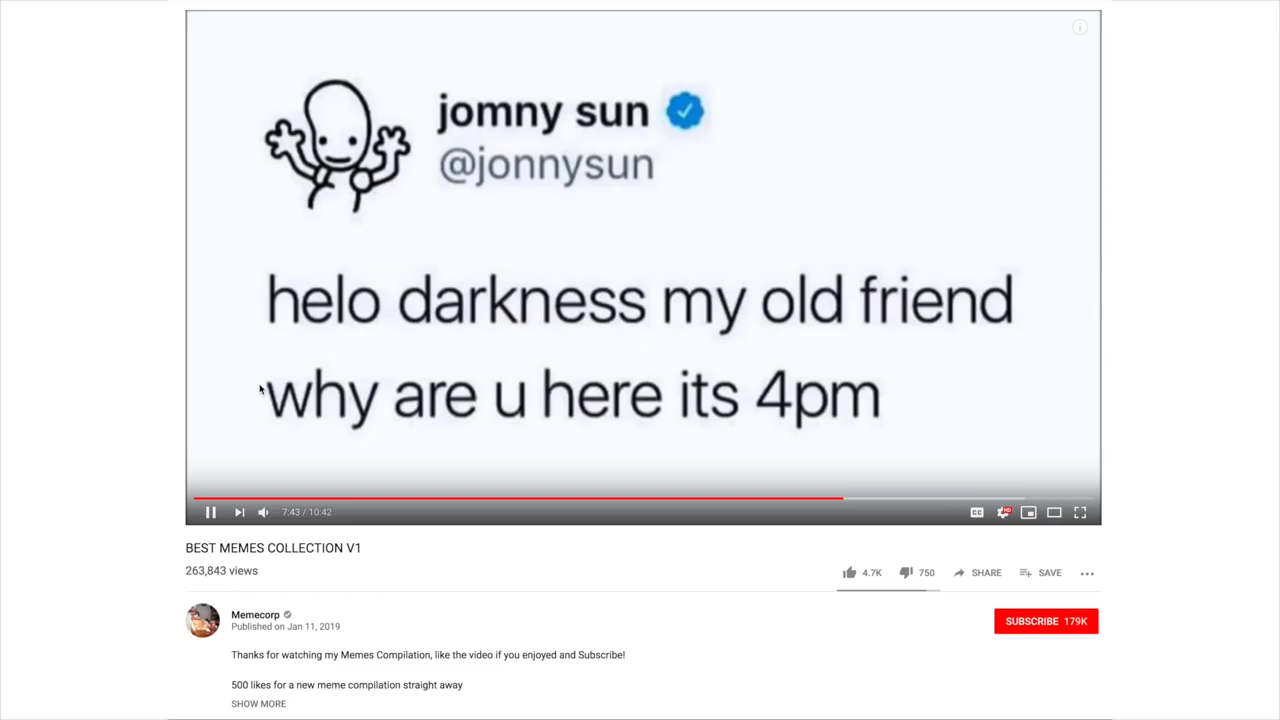 jomny sun
@jonnysun
helo darkness my old friend
why are u here its 4pm
7:43 / 10:42
CC
HD
BEST MEMES COLLECTION V1
263,843 views
4.7K
750
SHARE
SAVE
Memecorp
Published on Jan 11, 2019
SUBSCRIBE 179K
Thanks for watching my Memes Compilation, like the video if you enjoyed and Subscribe!
500 likes for a new meme compilation straight away
SHOW MORE